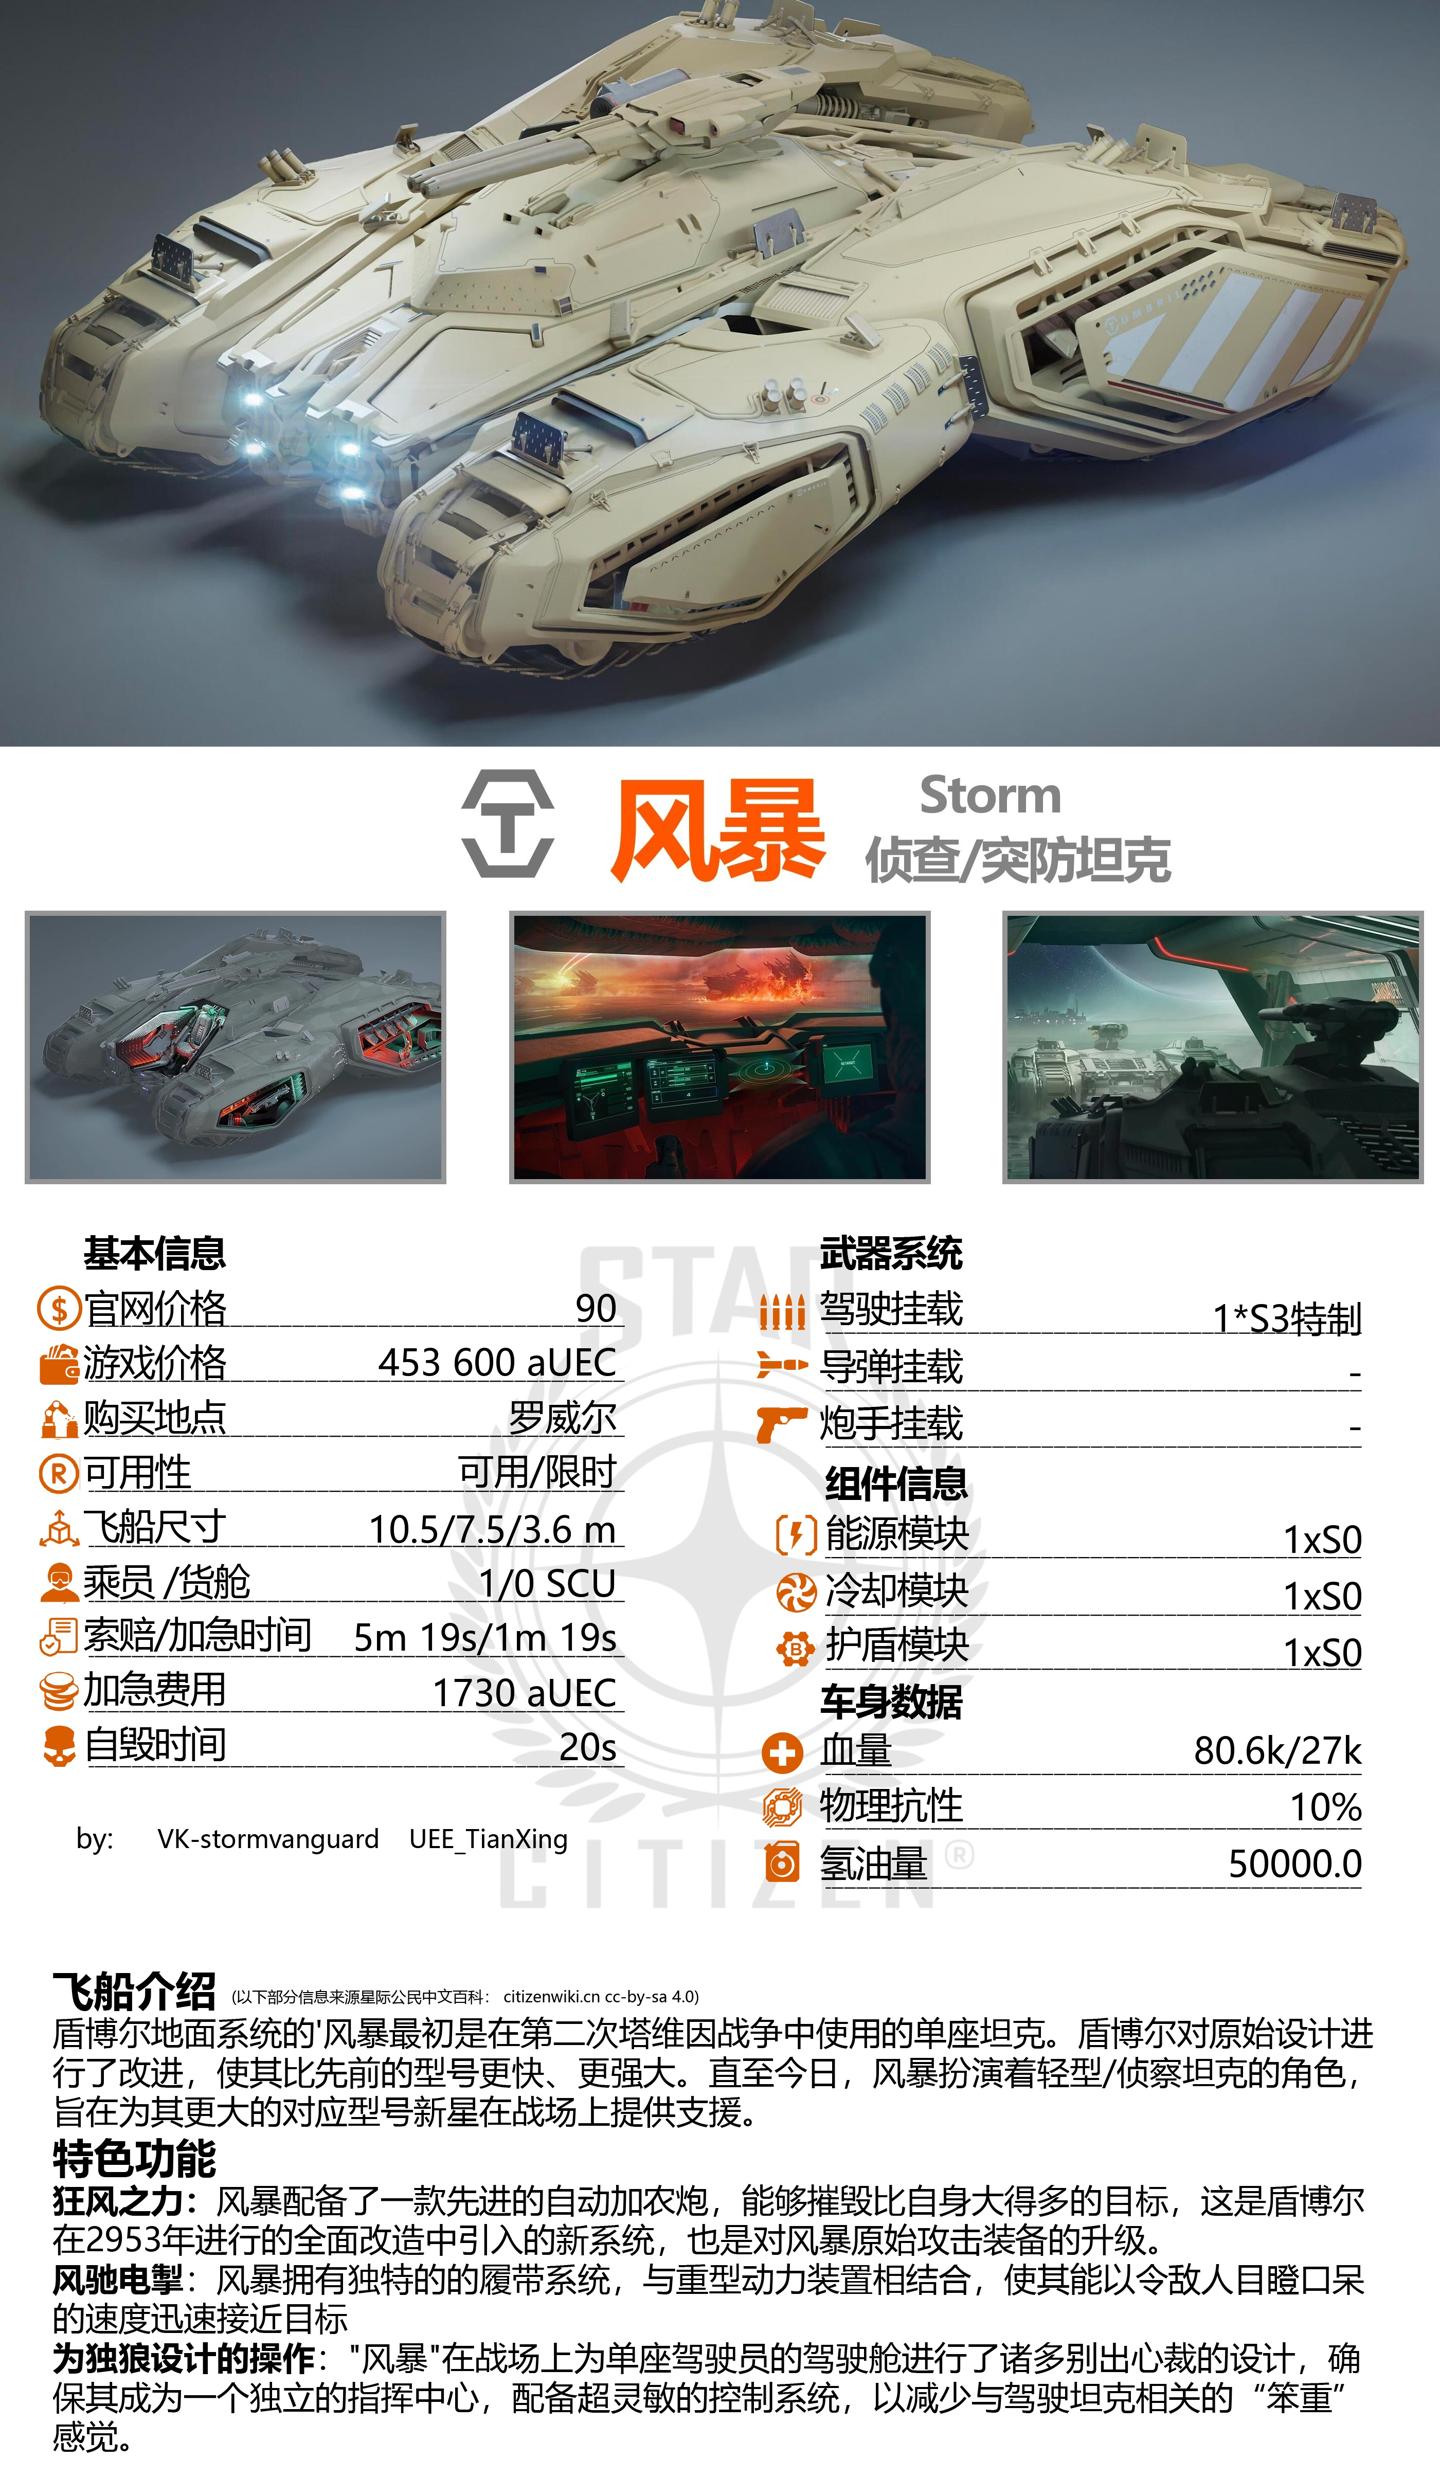 TUMBRIL
风暴
Storm
侦查/突防坦克
基本信息
官网价格 90
游戏价格 453 600 aUEC
购买地点 罗威尔
可用性 可用/限时
飞船尺寸 10.5/7.5/3.6 m
乘员 /货舱 1/0 SCU
索赔/加急时间 5m 19s/1m 19s
加急费用 1730 aUEC
自毁时间 20s
by: VK-stormvanguard UEE_TianXing
武器系统
驾驶挂载 1*S3特制
导弹挂载 -
炮手挂载 -
组件信息
能源模块 1xS0
冷却模块 1xS0
护盾模块 1xS0
车身数据
血量 80.6k/27k
物理抗性 10%
氢油量 50000.0
STAR
CITIZEN®
飞船介绍 (以下部分信息来源星际公民中文百科： citizenwiki.cn cc-by-sa 4.0)
盾博尔地面系统的'风暴最初是在第二次塔维因战争中使用的单座坦克。盾博尔对原始设计进
行了改进，使其比先前的型号更快、更强大。直至今日，风暴扮演着轻型/侦察坦克的角色，
旨在为其更大的对应型号新星在战场上提供支援。
特色功能
狂风之力：风暴配备了一款先进的自动加农炮，能够摧毁比自身大得多的目标，这是盾博尔
在2953年进行的全面改造中引入的新系统，也是对风暴原始攻击装备的升级。
风驰电掣：风暴拥有独特的的履带系统，与重型动力装置相结合，使其能以令敌人目瞪口呆
的速度迅速接近目标
为独狼设计的操作："风暴"在战场上为单座驾驶员的驾驶舱进行了诸多别出心裁的设计，确
保其成为一个独立的指挥中心，配备超灵敏的控制系统，以减少与驾驶坦克相关的“笨重”
感觉。